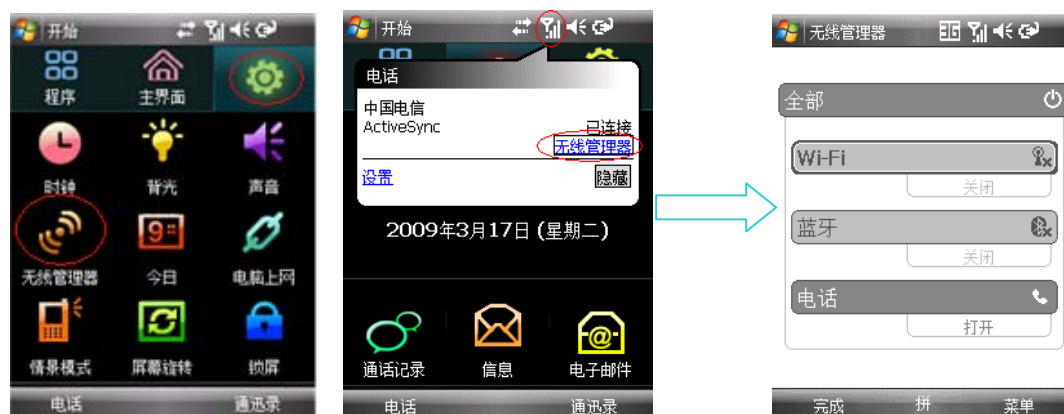 开始
程序 主界面
时钟 背光 声音
无线管理器 今日 电脑上网
情景模式 屏幕旋转 锁屏
电话 通讯录
开始
电话
中国电信
ActiveSync 已连接
无线管理器
设置 隐藏
2009年3月17日 (星期二)
通话记录 信息 电子邮件
电话 通讯录
无线管理器 3G
全部
Wi-Fi
关闭
蓝牙
关闭
电话
打开
完成 拼 菜单